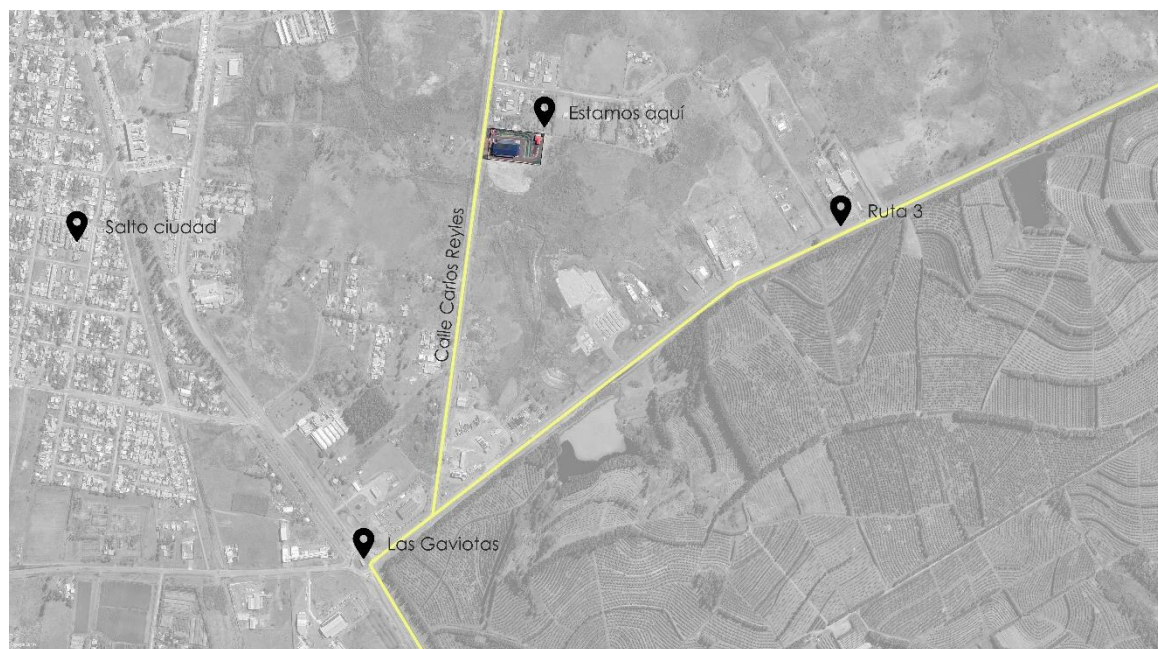 Estamos aquí
Salto ciudad
Ruta 3
Calle Carlos Reyles
Las Gaviotas